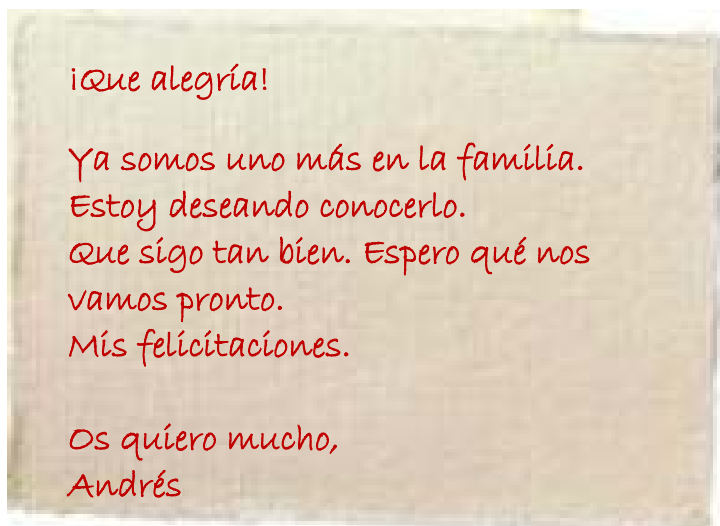 ¡Que alegría!
Ya somos uno más en la familia.
Estoy deseando conocerlo.
Que sigo tan bien. Espero qué nos
vamos pronto.
Mis felicitaciones.
Os quiero mucho,
Andrés